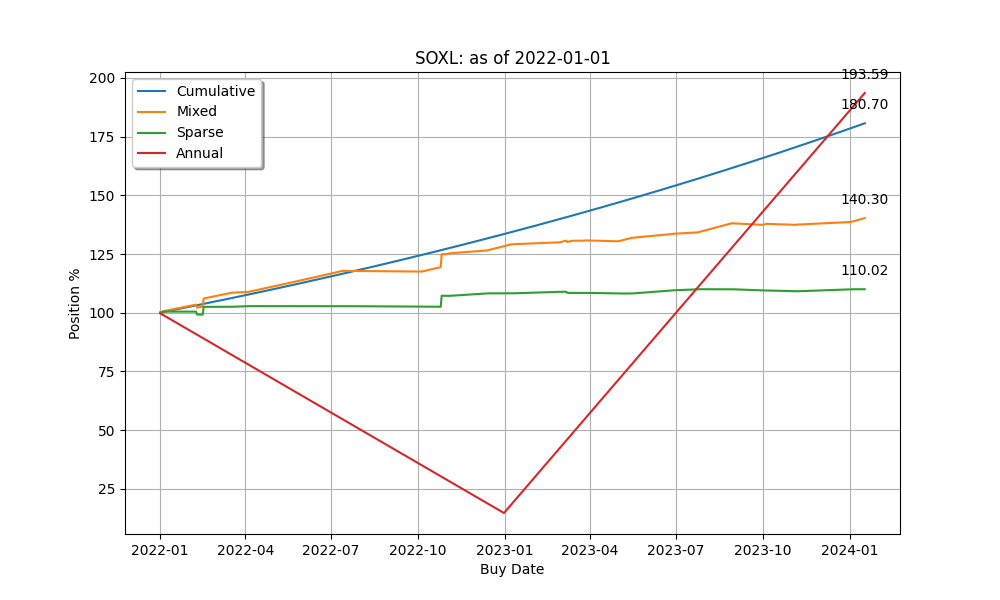 SOXL: as of 2022-01-01
Cumulative
Mixed
Sparse
Annual
193.59
180.70
140.30
110.02
200
175
150
125
100
75
50
25
Position %
2022-01 2022-04 2022-07 2022-10 2023-01 2023-04 2023-07 2023-10 2024-01
Buy Date